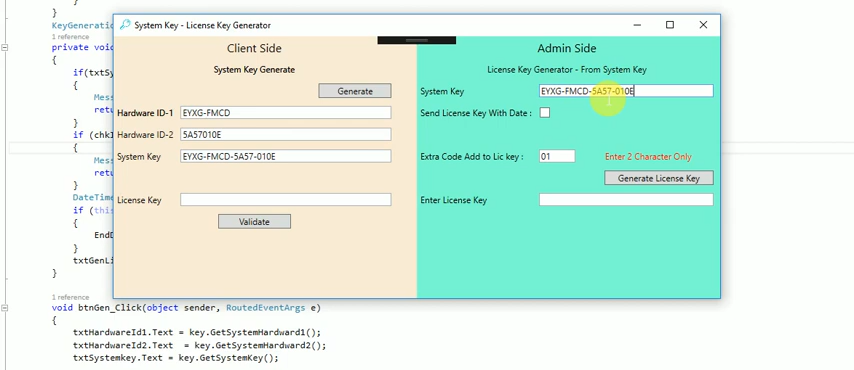 }
}
KeyGenerati
1 reference
private void
{
if(txtSy
{
Mes
retu
}
if (chkI
{
Mes
retu
}
DateTim
if (this
{
EndD
}
txtGenLi
}
System Key - License Key Generator
Client Side
System Key Generate
Generate
Hardware ID-1
EYXG-FMCD
Hardware ID-2
5A57010E
System Key
EYXG-FMCD-5A57-010E
License Key
Validate
Admin Side
License Key Generator - From System Key
System Key
EYXG-FMCD-5A57-010E
Send License Key With Date :
Extra Code Add to Lic key :
01
Enter 2 Character Only
Generate License Key
Enter License Key
1 reference
void btnGen_Click(object sender, RoutedEventArgs e)
{
txtHardwareId1.Text = key.GetSystemHardward1();
txtHardwareId2.Text = key.GetSystemHardward2();
txtSystemkey.Text = key.GetSystemKey();